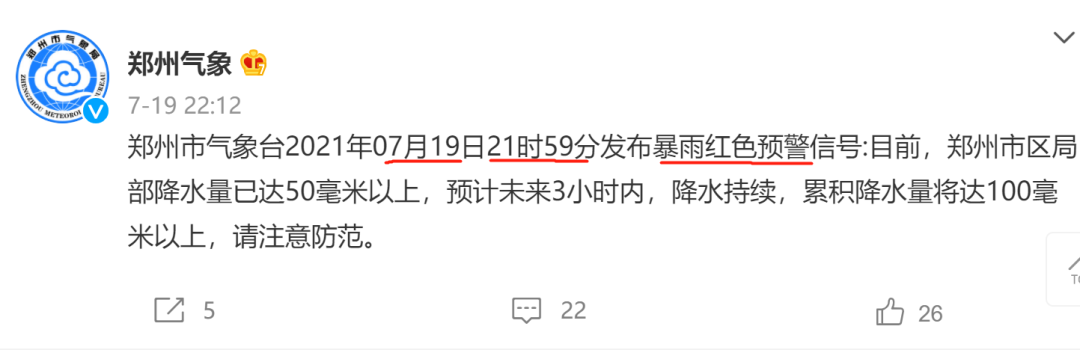 郑州市气象局
ZHENGZHOU METEOROLOGICAL BUREAU
郑州气象
7-19 22:12
郑州市气象台2021年07月19日21时59分发布暴雨红色预警信号:目前，郑州市区局
部降水量已达50毫米以上，预计未来3小时内，降水持续，累积降水量将达100毫
米以上，请注意防范。
5
22
26